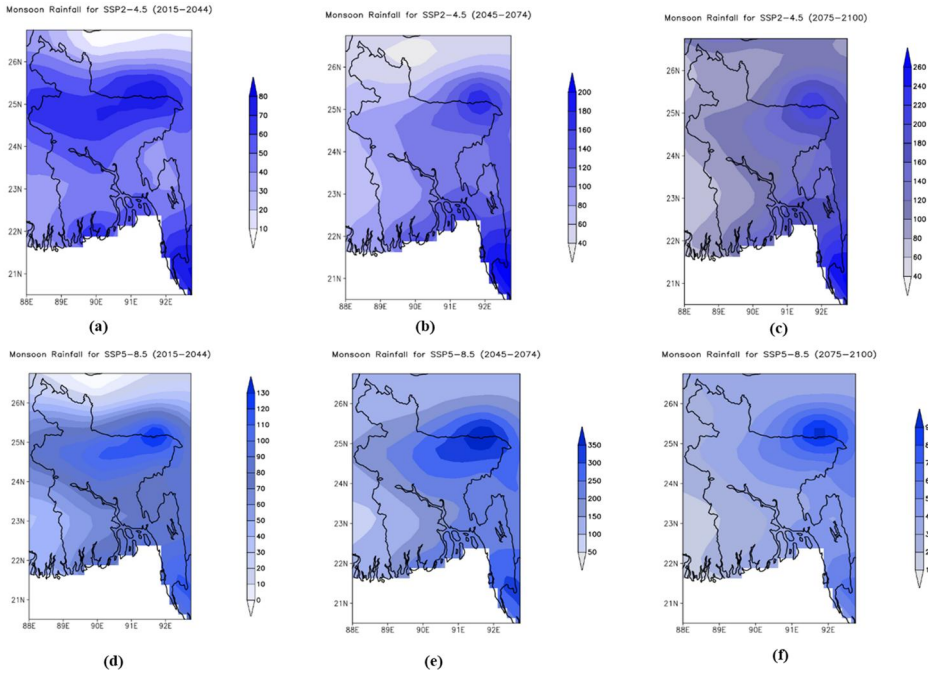 Monsoon Rainfall for SSP2-4.5 (2015-2044)
26N
25N
24N
23N
22N
21N
88E 89E 90E 91E 92E
80
70
60
50
40
30
20
10
(a)
Monsoon Rainfall for SSP2-4.5 (2045-2074)
26N
25N
24N
23N
22N
21N
88E 89E 90E 91E 92E
200
180
160
140
120
100
80
60
40
(b)
Monsoon Rainfall for SSP2-4.5 (2075-2100)
26N
25N
24N
23N
22N
21N
88E 89E 90E 91E 92E
260
240
220
200
180
160
140
120
100
80
60
40
(c)
Monsoon Rainfall for SSP5-8.5 (2015-2044)
26N
25N
24N
23N
22N
21N
88E 89E 90E 91E 92E
130
120
110
100
90
80
70
60
50
40
30
20
10
0
(d)
Monsoon Rainfall for SSP5-8.5 (2045-2074)
26N
25N
24N
23N
22N
21N
88E 89E 90E 91E 92E
350
300
250
200
150
100
50
(e)
Monsoon Rainfall for SSP5-8.5 (2075-2100)
26N
25N
24N
23N
22N
21N
88E 89E 90E 91E 92E
(f)